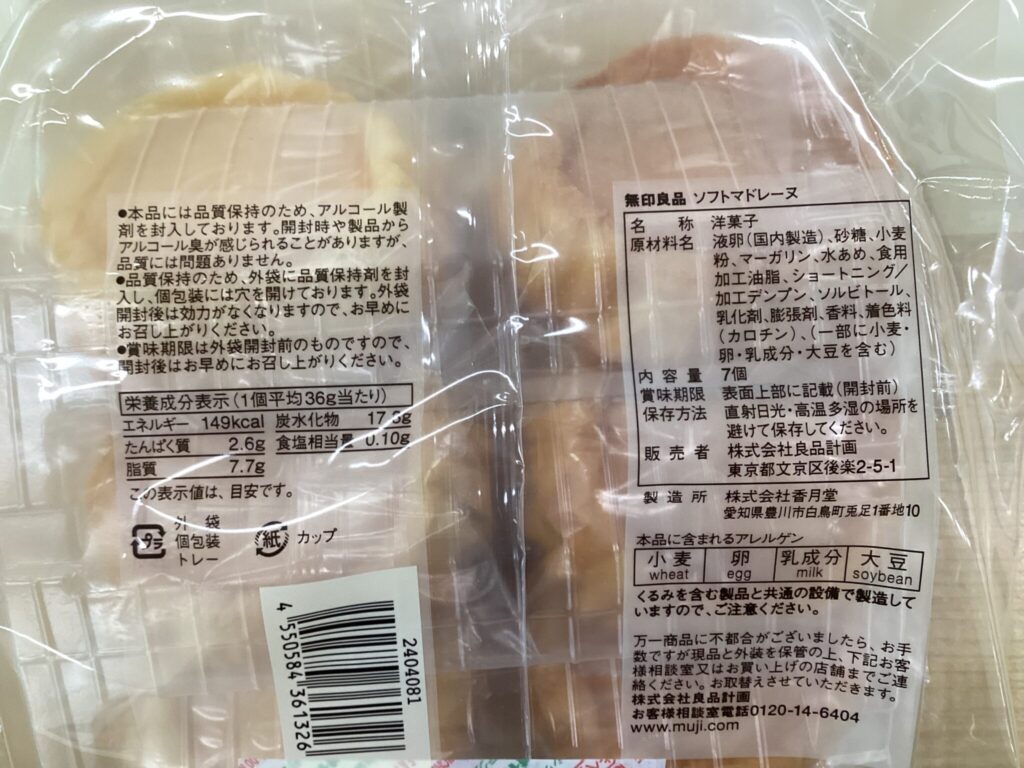 ●本品には品質保持のため、アルコール製
剤を封入しております。開封時や製品から
アルコール臭が感じられることがありますが、
品質には問題ありません。
●品質保持のため、外袋に品質保持剤を封
入し、個包装には穴を開けております。外袋
開封後は効力がなくなりますので、お早めに
お召し上がりください。
●賞味期限は外袋開封前のものですので、
開封後はお早めにお召し上がりください。
栄養成分表示(1個平均36g当たり)
エネルギー 149kcal 炭水化物
たんぱく質 2.6g 食塩相当量 0.10g
脂質 7.7g
この表示値は、目安です。
プラ
外袋
個包装
トレー
紙 カップ
2404081
4 550584 361326
無印良品 ソフトマドレーヌ
名称 洋菓子
原材料名 液卵(国内製造)、砂糖、小麦
粉、マーガリン、水あめ、食用
加工油脂、ショートニング/
加工デンプン、ソルビトール、
乳化剤、膨張剤、香料、着色料
(カロチン)、(一部に小麦・
卵・乳成分・大豆を含む)
内容量 7個
賞味期限 表面上部に記載(開封前)
保存方法 直射日光・高温多湿の場所を
避けて保存してください。
販売者 株式会社良品計画
東京都文京区後楽2-5-1
製造所 株式会社香月堂
愛知県豊川市白鳥町兎足1番地10
本品に含まれるアレルゲン
小麦 卵 乳成分 大豆
wheat egg milk soybean
くるみを含む製品と共通の設備で製造して
いますので、ご注意ください。
万一商品に不都合がございましたら、お手
数ですが現品と外装を保管の上、下記お客
様相談室又はお買い上げの店舗までご連
絡ください。お取替えさせていただきます。
株式会社良品計画
お客様相談室電話0120-14-6404
www.muji.com